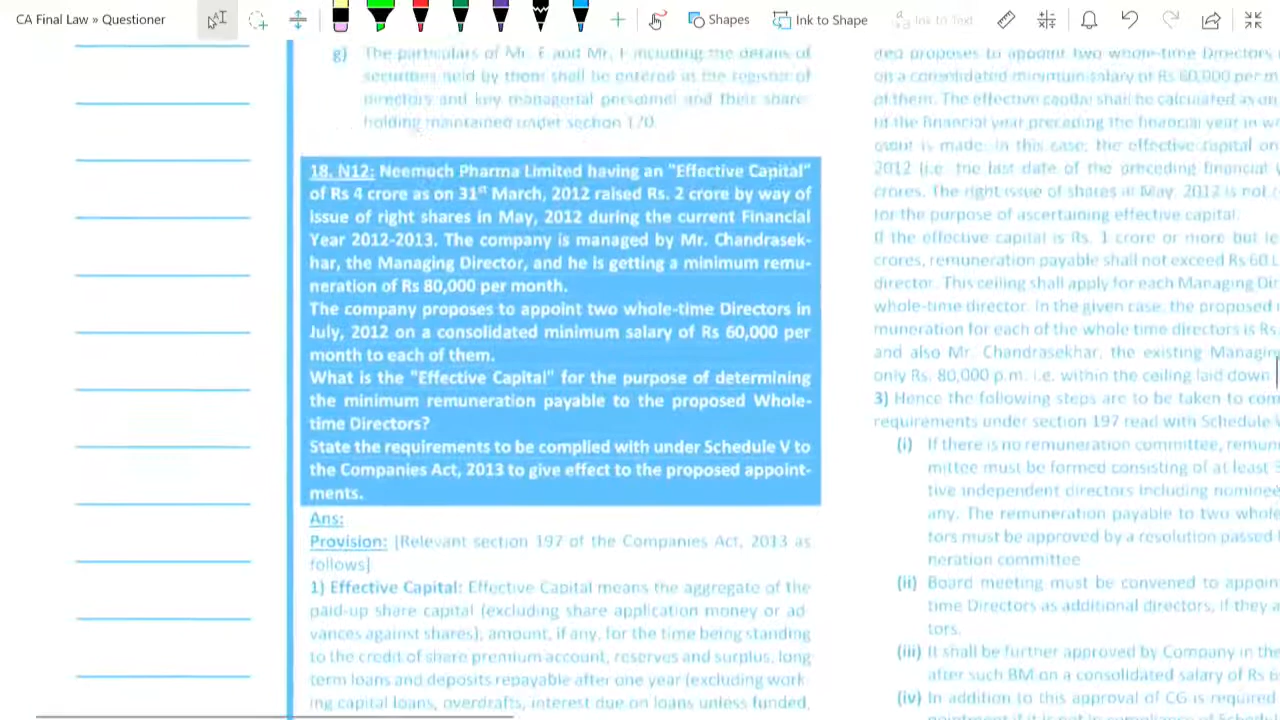 CA Final Law » Questioner
Shapes
Ink to Shape
Ink to Text
g) The particulars of Mr. E and Mr. F including the details of
securities held by them shall be entered in the register of
directors and key managerial personnel and their share
holding maintained under section 170.
18. N12: Neemuch Pharma Limited having an "Effective Capital"
of Rs 4 crore as on 31st March, 2012 raised Rs. 2 crore by way of
issue of right shares in May, 2012 during the current Financial
Year 2012-2013. The company is managed by Mr. Chandrasek-
har, the Managing Director, and he is getting a minimum remu-
neration of Rs 80,000 per month.
The company proposes to appoint two whole-time Directors in
July, 2012 on a consolidated minimum salary of Rs 60,000 per
month to each of them.
What is the "Effective Capital" for the purpose of determining
the minimum remuneration payable to the proposed Whole-
time Directors?
State the requirements to be complied with under Schedule V to
the Companies Act, 2013 to give effect to the proposed appoint-
ments.
Ans:
Provision: [Relevant section 197 of the Companies Act, 2013 as
follows]
1) Effective Capital: Effective Capital means the aggregate of the
paid-up share capital (excluding share application money or ad
vances against shares), amount, if any, for the time being standing
to the credit of share premium account, reserves and surplus, long
term loans and deposits repayable after one year (excluding work
ing capital loans, overdrafts, interest due on loans unless funded,
ded proposes to appoint two whole-time Directors
on a consolidated minimum salary of Rs 60,000 per m
of them. The effective capital shall be calculated as on
of the financial year preceding the financial year in w
is made. In this case, the effective capital on
2012 (i.e. the last date of the preceding financial
crores. The right issue of shares in May, 2012 is not
for the purpose of ascertaining effective capital.
If the effective capital is Rs. 1 crore or more but le
crores, remuneration payable shall not exceed Rs 60 L
director. This ceiling shall apply for each Managing Di
whole-time director. In the given case, the proposed
muneration for each of the whole time directors is Rs.
and also Mr. Chandrasekhar, the existing Managing
only Rs. 80,000 p.m. i.e. within the ceiling laid down
3) Hence the following steps are to be taken to com
requirements under section 197 read with Schedule
(i) If there is no remuneration committee, remun
mittee must be formed consisting of at least
tive independent directors including nominee
any. The remuneration payable to two whole
tors must be approved by a resolution passed
neration committee
(ii) Board meeting must be convened to appoin
time Directors as additional directors, if they a
tors.
(iii) It shall be further approved by Company in the
after such BM on a consolidated salary of Rs 6
(iv) In addition to this approval of CG is required